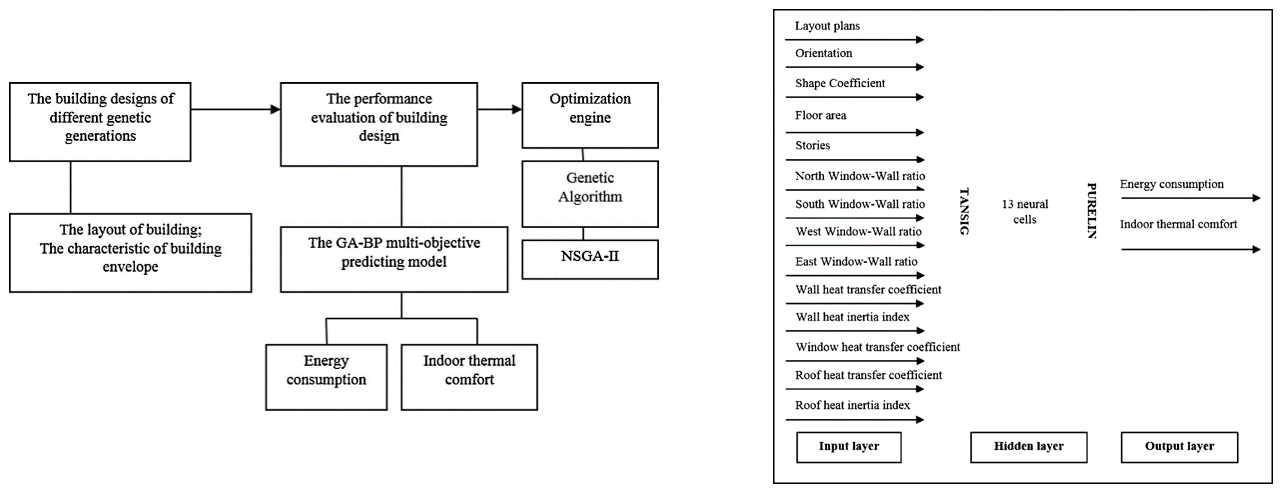 The building designs of
different genetic
generations
The performance
evaluation of building
design
Optimization
engine
Genetic
Algorithm
NSGA-II
The layout of building;
The characteristic of building
envelope
The GA-BP multi-objective
predicting model
Energy
consumption
Indoor thermal
comfort
Layout plans
Orientation
Shape Coefficient
Floor area
Stories
North Window-Wall ratio
South Window-Wall ratio
West Window-Wall ratio
East Window-Wall ratio
Wall heat transfer coefficient
Wall heat inertia index
Window heat transfer coefficient
Roof heat transfer coefficient
Roof heat inertia index
TANSIG
13 neural
cells
PURELIN
Energy consumption
Indoor thermal comfort
Input layer
Hidden layer
Output layer